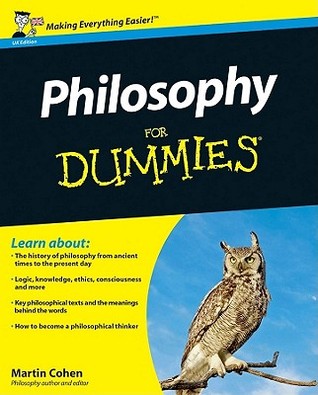 Making Everything Easier!™
UK Edition
Philosophy
FOR
DUMMIES®
Learn about:
• The history of philosophy from ancient
times to the present day
• Logic, knowledge, ethics, consciousness
and more
• Key philosophical texts and the meanings
behind the words
• How to become a philosophical thinker
Martin Cohen
Philosophy author and editor